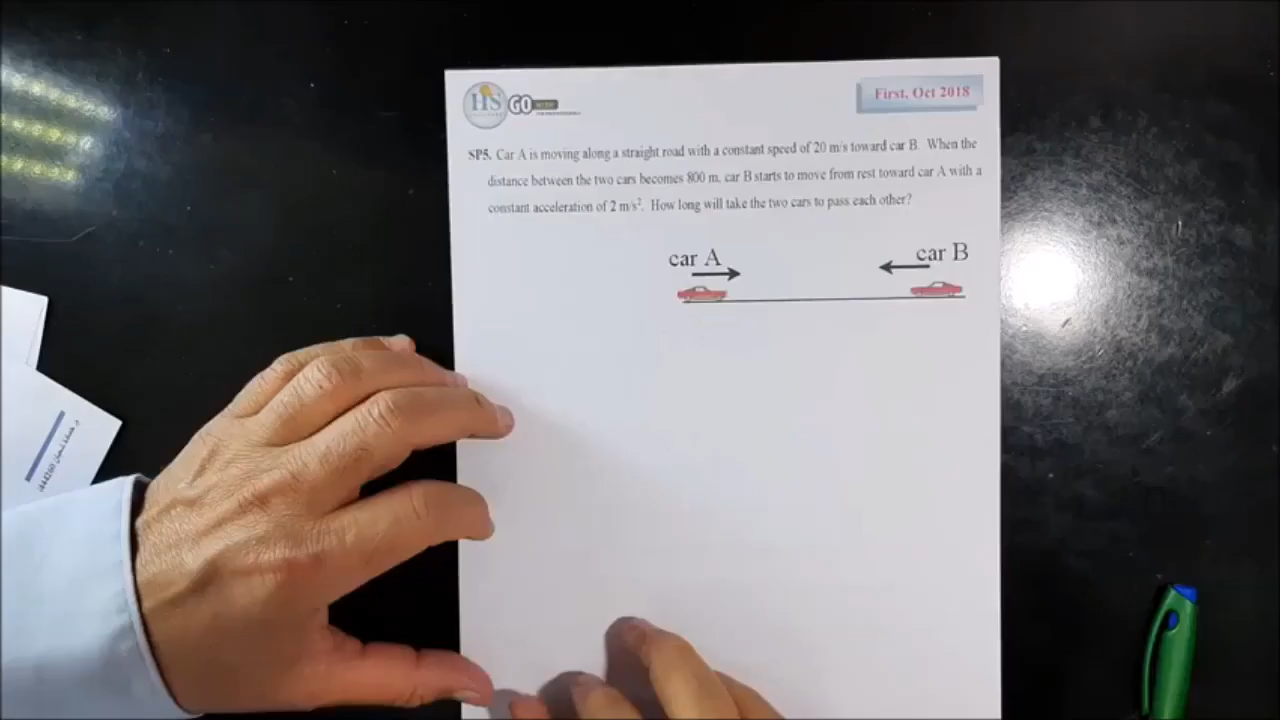 HS
GO
First, Oct 2018
SP5. Car A is moving along a straight road with a constant speed of 20 m/s toward car B. When the
distance between the two cars becomes 800 m, car B starts to move from rest toward car A with a
constant acceleration of 2 m/s². How long will take the two cars to pass each other?
car A
car B